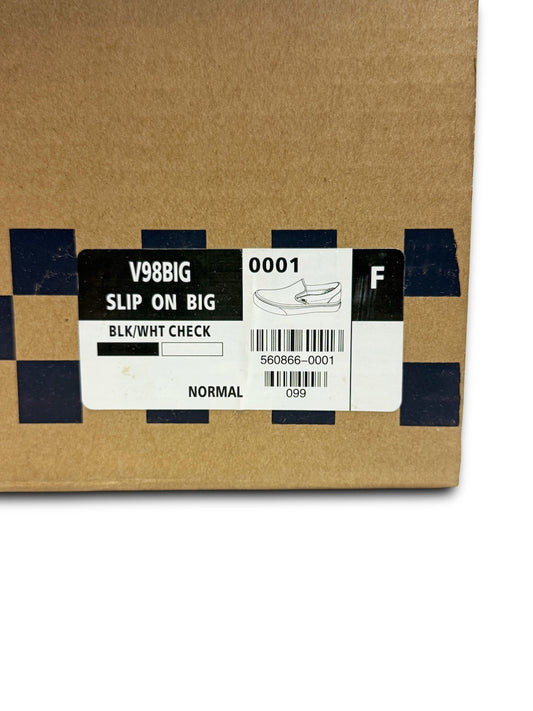 V98BIG
SLIP ON BIG
0001
F
BLK/WHT CHECK
560866-0001
NORMAL
099